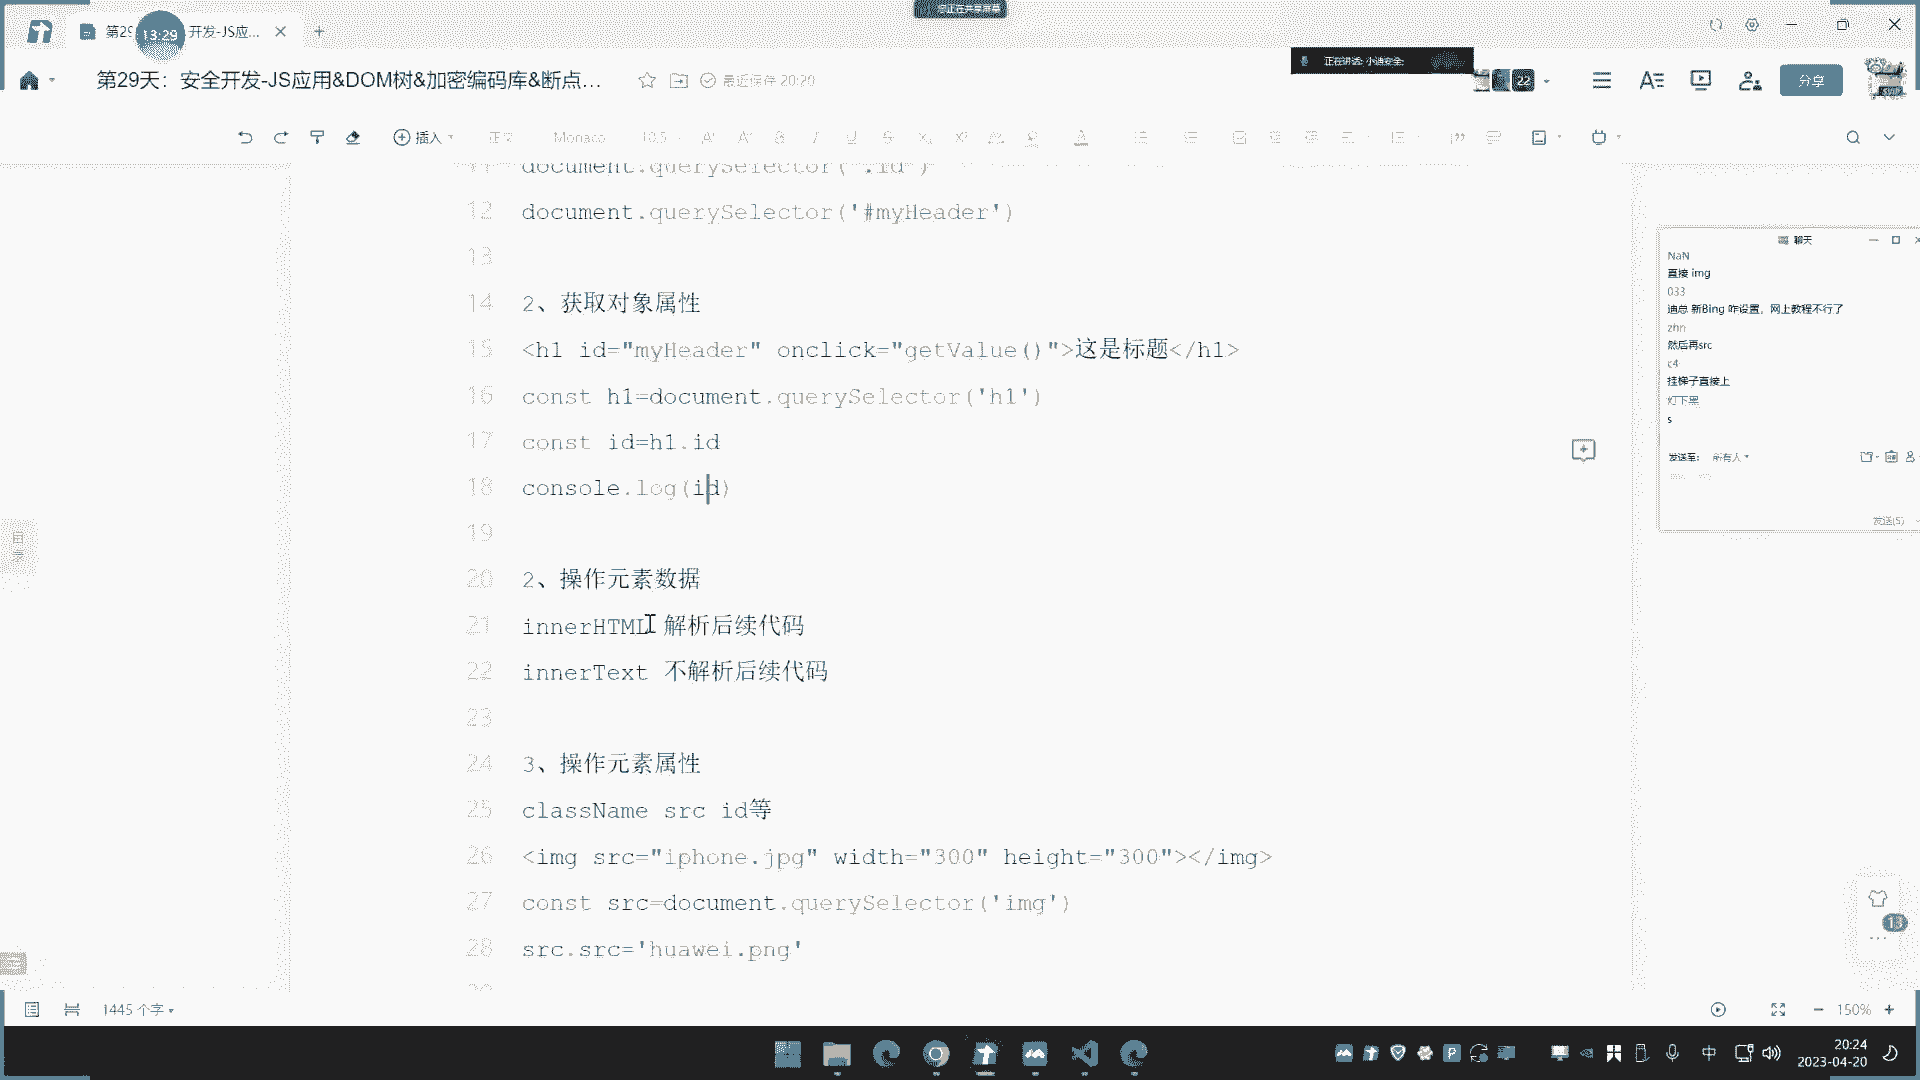 您正在共享屏幕
第29
13:29
开发-JS应...
正在讲话: 小迪安全:
第29天：安全开发-JS应用&DOM树&加密编码库&断点...
最近保存 20:20
22
分享
插入
正文
Monaco
10.5
11 document.querySelector('.id')
12 document.querySelector('#myHeader')
13
14 2、获取对象属性
15 <h1 id="myHeader" onclick="getValue()">这是标题</h1>
16 const h1=document.querySelector('h1')
17 const id=h1.id
18 console.log(id)
19
20 2、操作元素数据
21 innerHTML 解析后续代码
22 innerText 不解析后续代码
23
24 3、操作元素属性
25 className src id等
26 <img src="iphone.jpg" width="300" height="300"></img>
27 const src=document.querySelector('img')
28 src.src='huawei.png'
聊天
NaN
直接 img
033
迪总 新Bing 咋设置，网上教程不行了
zhn
然后再src
c4
挂梯子直接上
灯下黑
s
发送至: 所有人
发送(S)
目录
13
1445 个字
150%
中
20:24
2023-04-20